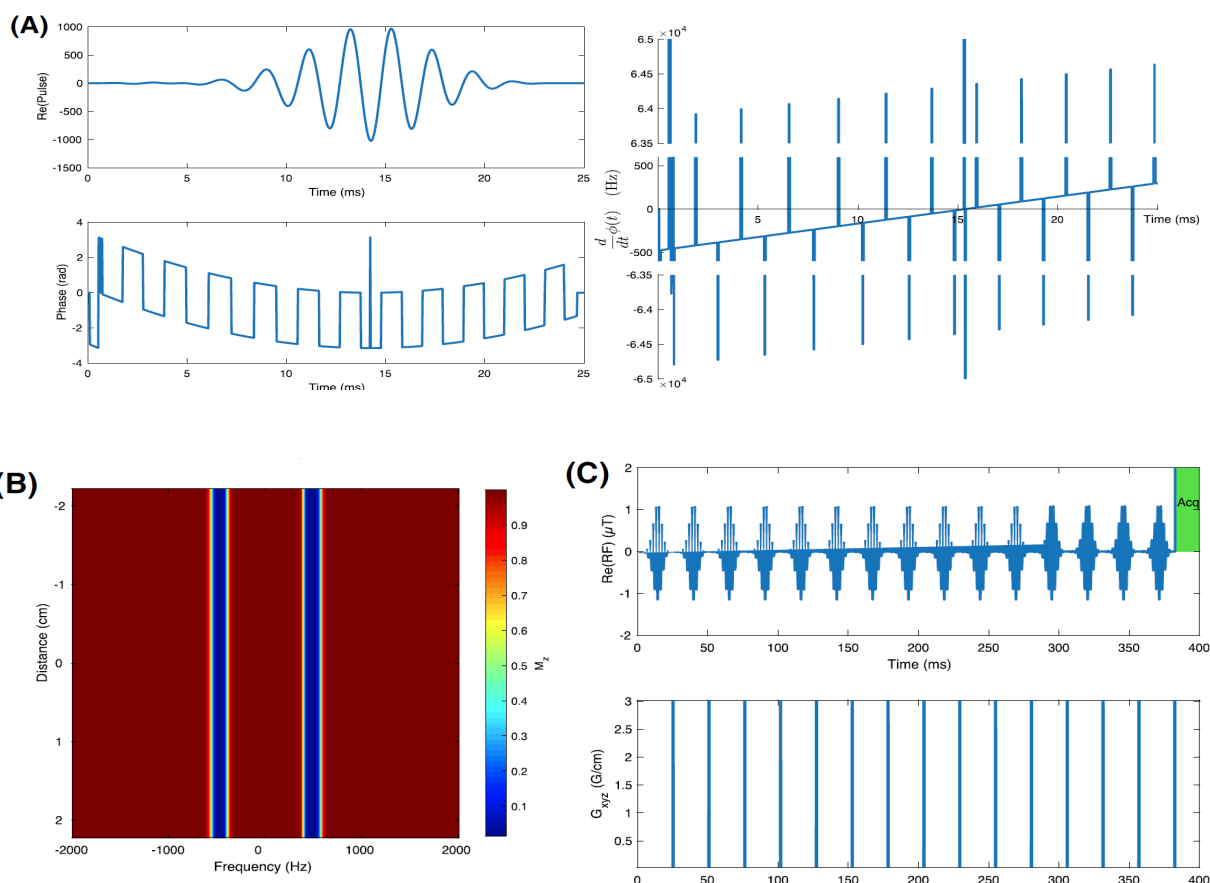 (A)
1000
500
0
-500
-1000
-1500
Re(Pulse)
0 5 10 15 20 25
Time (ms)
4
2
0
-2
-4
Phase (rad)
0 5 10 15 20 25
Time (ms)
×10⁴
6.5
6.45
6.4
6.35
500
0
-500
d/dt ϕ(t) (Hz)
5 10 15 20 Time (ms)
-6.35
-6.4
-6.45
-6.5
×10⁴
(B)
-2
-1
0
1
2
Distance (cm)
-2000 -1000 0 1000 2000
Frequency (Hz)
0.9
0.8
0.7
0.6
0.5
0.4
0.3
0.2
0.1
M_z
(C)
2
1
0
-1
-2
Re(RF) (µT)
Acq
0 50 100 150 200 250 300 350 400
Time (ms)
3
2.5
2
1.5
1
0.5
G_xyz (G/cm)
0 50 100 150 200 250 300 350 400